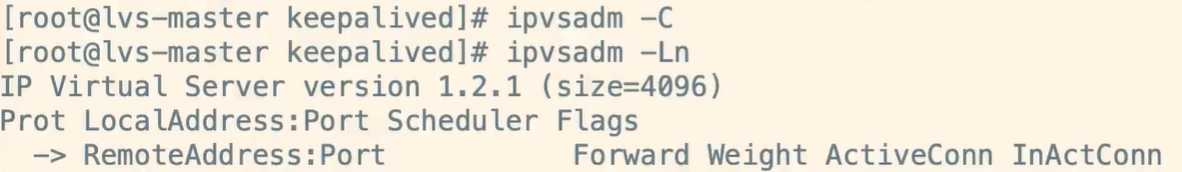 [root@lvs-master keepalived]# ipvsadm -C
[root@lvs-master keepalived]# ipvsadm -Ln
IP Virtual Server version 1.2.1 (size=4096)
Prot LocalAddress:Port Scheduler Flags
  -> RemoteAddress:Port           Forward Weight ActiveConn InActConn